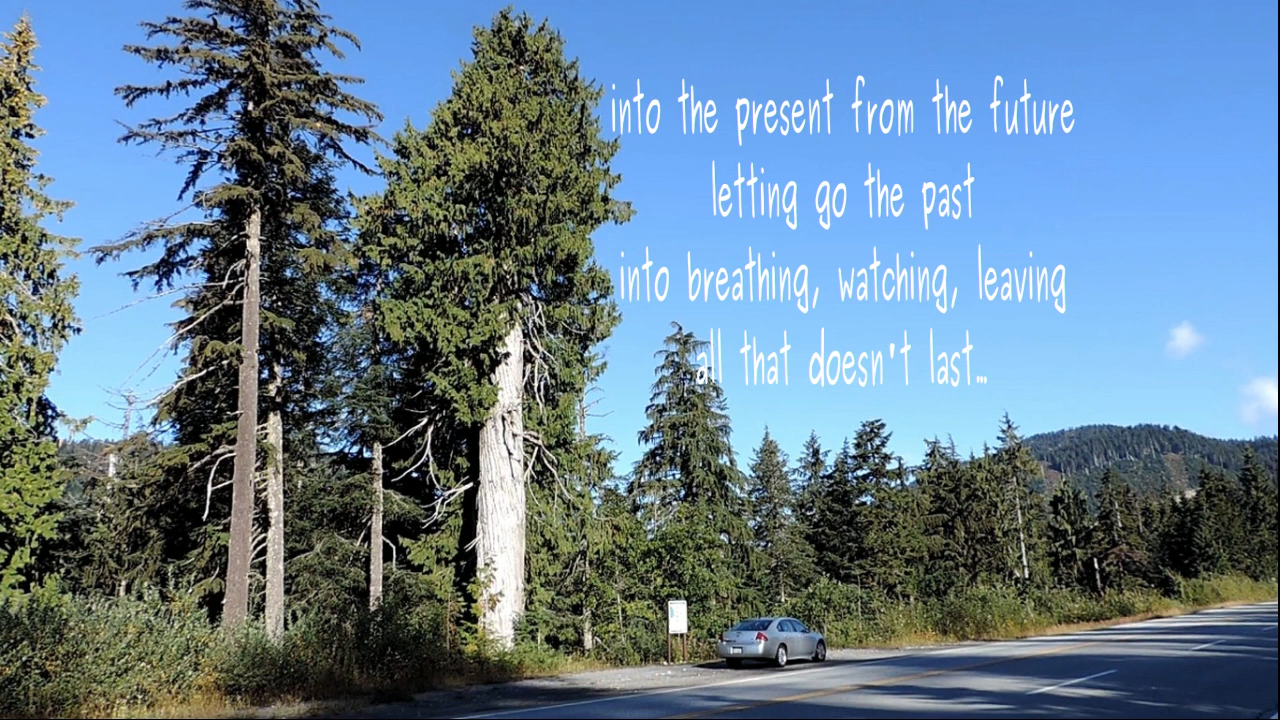 into the present from the future
letting go the past
into breathing, watching, leaving
all that doesn't last...